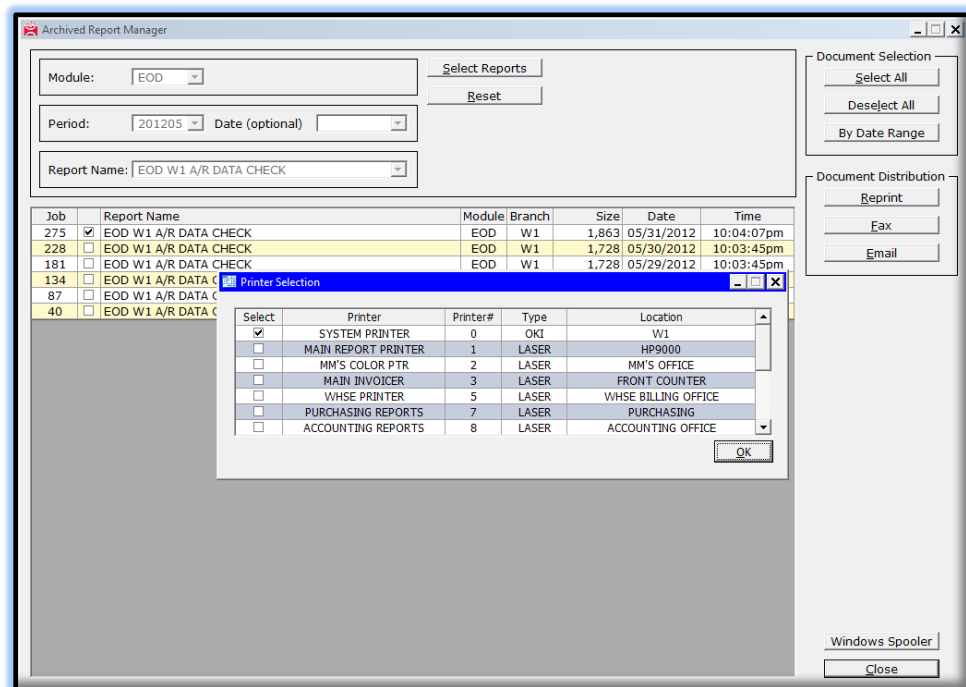 Archived Report Manager
Module: EOD
Select Reports
Reset
Period: 201205 Date (optional)
Report Name: EOD W1 A/R DATA CHECK
Document Selection
Select All
Deselect All
By Date Range
Document Distribution
Reprint
Fax
Email
Job Report Name Module Branch Size Date Time
275 EOD W1 A/R DATA CHECK EOD W1 1,863 05/31/2012 10:04:07pm
228 EOD W1 A/R DATA CHECK EOD W1 1,728 05/30/2012 10:03:45pm
181 EOD W1 A/R DATA CHECK EOD W1 1,728 05/29/2012 10:03:45pm
134 EOD W1 A/R DATA
87 EOD W1 A/R DATA
40 EOD W1 A/R DATA
Printer Selection
Select Printer Printer# Type Location
SYSTEM PRINTER 0 OKI W1
MAIN REPORT PRINTER 1 LASER HP9000
MM'S COLOR PTR 2 LASER MM'S OFFICE
MAIN INVOICER 3 LASER FRONT COUNTER
WHSE PRINTER 5 LASER WHSE BILLING OFFICE
PURCHASING REPORTS 7 LASER PURCHASING
ACCOUNTING REPORTS 8 LASER ACCOUNTING OFFICE
OK
Windows Spooler
Close